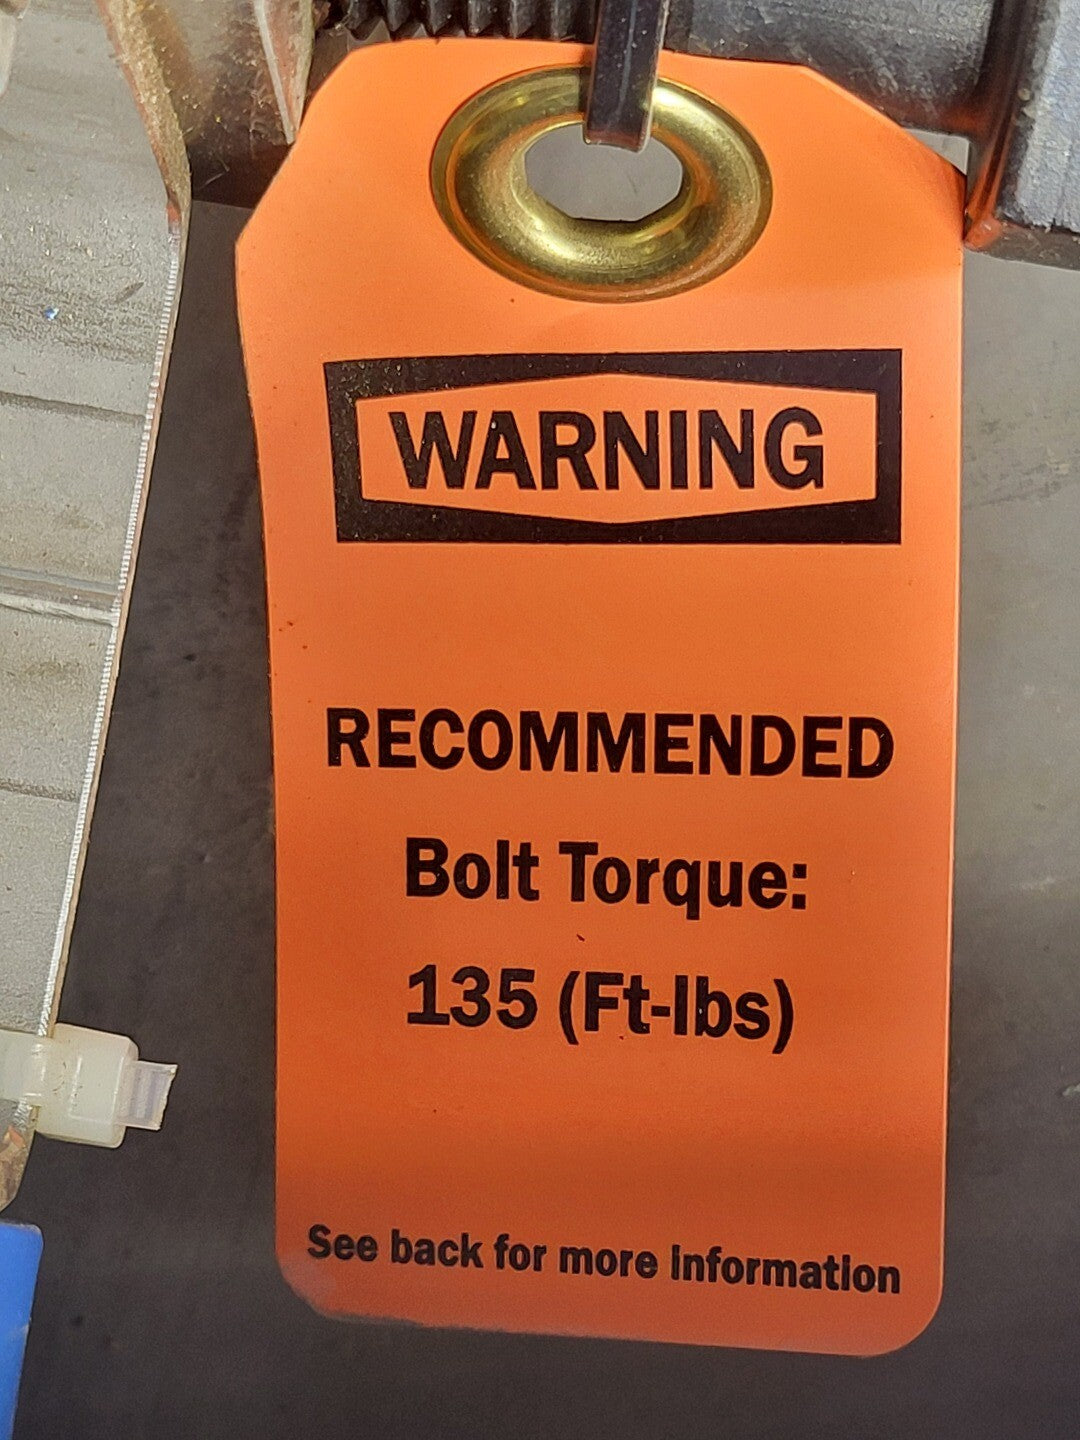 WARNING
RECOMMENDED
Bolt Torque:
135 (Ft-lbs)
See back for more information